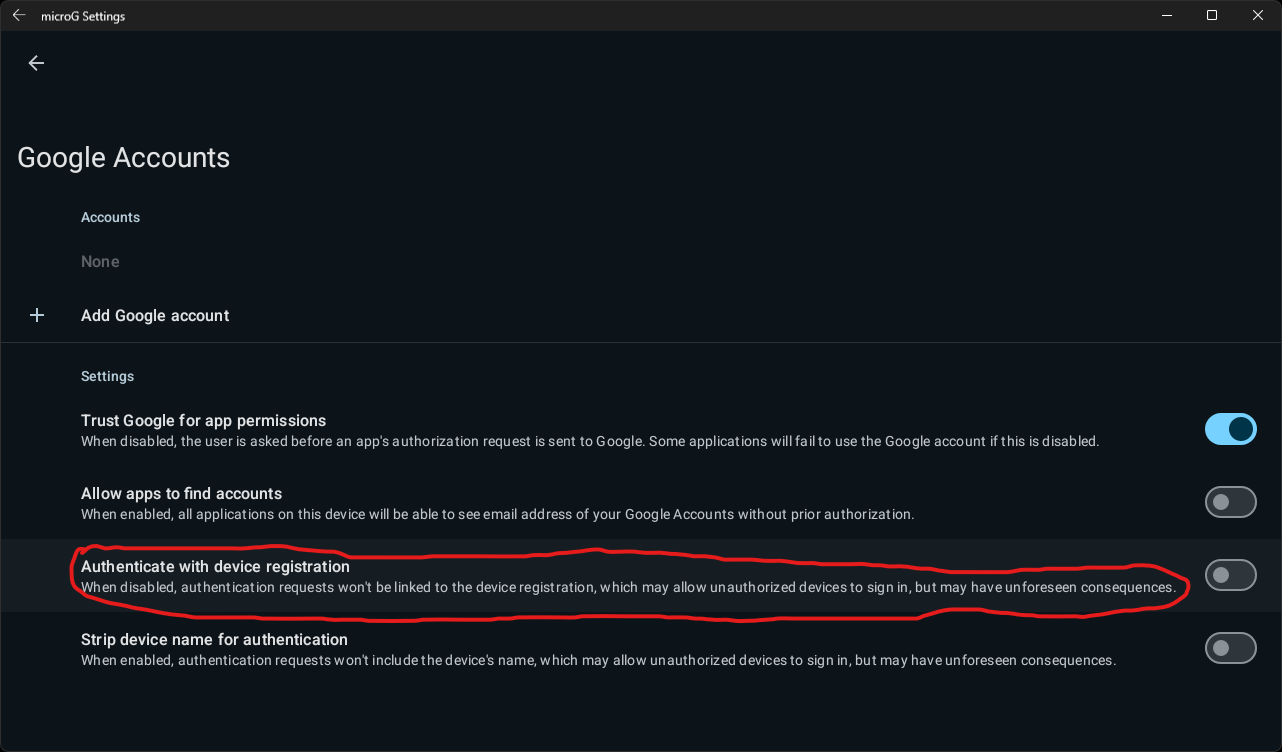 microG Settings
Google Accounts
Accounts
None
Add Google account
Settings
Trust Google for app permissions
When disabled, the user is asked before an app's authorization request is sent to Google. Some applications will fail to use the Google account if this is disabled.
Allow apps to find accounts
When enabled, all applications on this device will be able to see email address of your Google Accounts without prior authorization.
Authenticate with device registration
When disabled, authentication requests won't be linked to the device registration, which may allow unauthorized devices to sign in, but may have unforeseen consequences.
Strip device name for authentication
When enabled, authentication requests won't include the device's name, which may allow unauthorized devices to sign in, but may have unforeseen consequences.